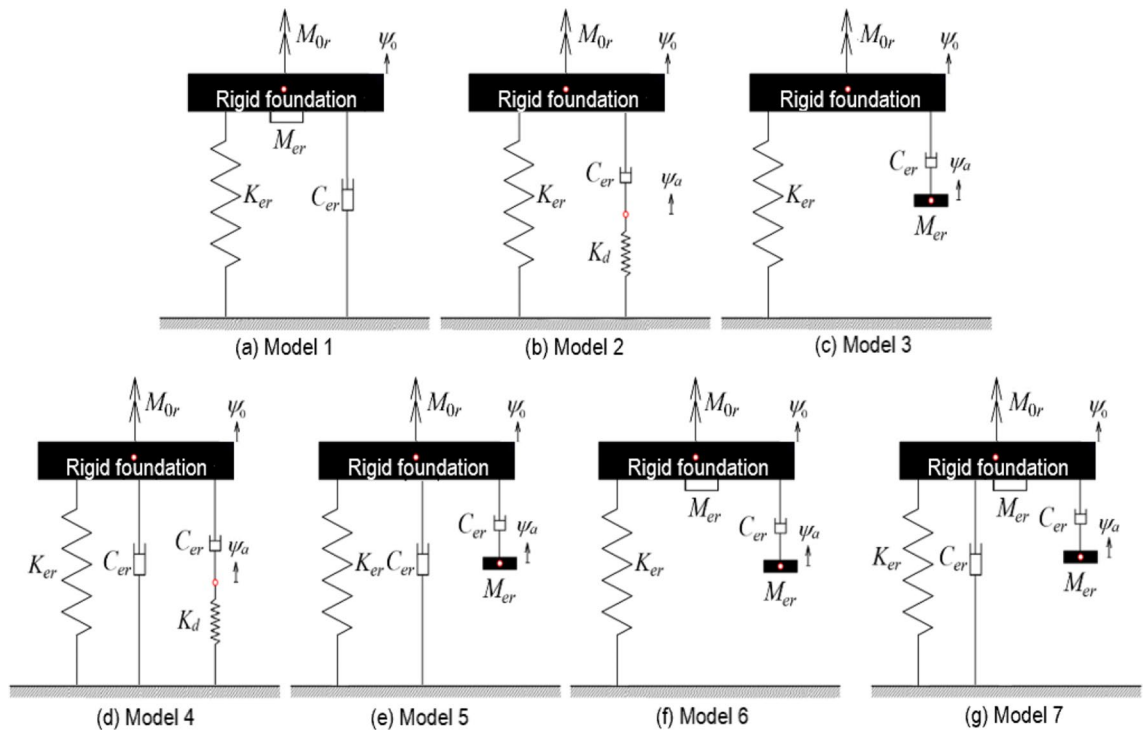 M0r
ψ0
Rigid foundation
Mer
Ker
Cer
(a) Model 1
M0r
ψ0
Rigid foundation
Cer
ψa
Ker
Kd
(b) Model 2
M0r
ψ0
Rigid foundation
Cer
ψa
Ker
Mer
(c) Model 3
M0r
ψ0
Rigid foundation
Cer
ψa
Ker
Cer
Kd
(d) Model 4
M0r
ψ0
Rigid foundation
Cer
ψa
Ker
Cer
Mer
(e) Model 5
M0r
ψ0
Rigid foundation
Mer
Cer
ψa
Ker
Mer
(f) Model 6
M0r
ψ0
Rigid foundation
Mer
Cer
ψa
Ker
Cer
Mer
(g) Model 7